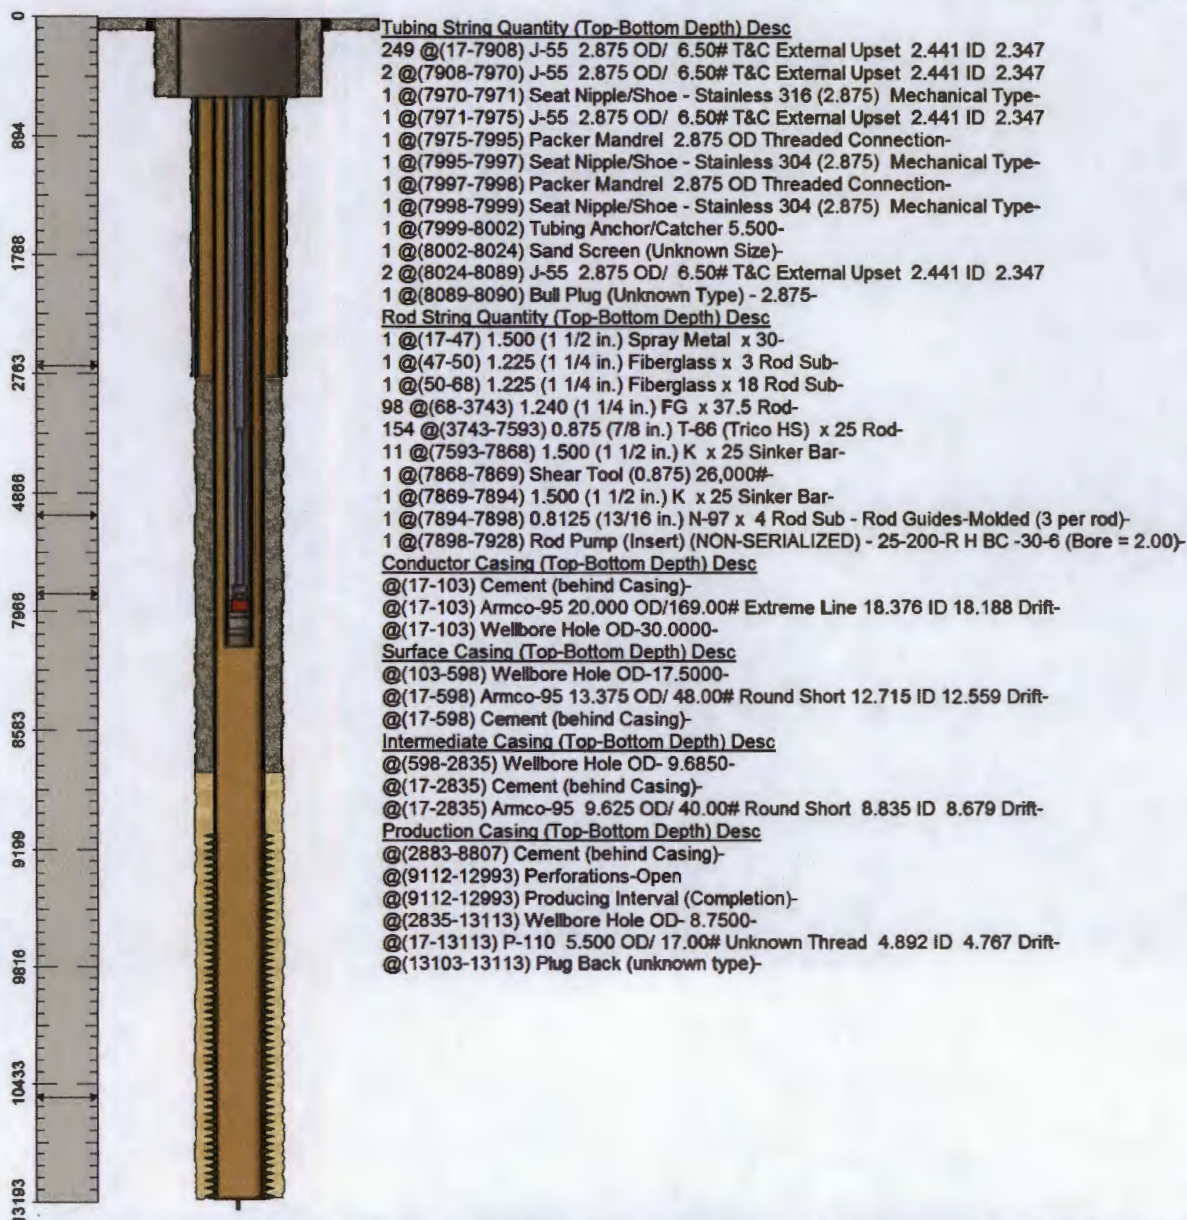 0
894
1788
2763
4866
7966
8583
9199
9816
10433
13193
Tubing String Quantity (Top-Bottom Depth) Desc
249 @(17-7908) J-55 2.875 OD/ 6.50# T&C External Upset 2.441 ID 2.347
2 @(7908-7970) J-55 2.875 OD/ 6.50# T&C External Upset 2.441 ID 2.347
1 @(7970-7971) Seat Nipple/Shoe - Stainless 316 (2.875) Mechanical Type-
1 @(7971-7975) J-55 2.875 OD/ 6.50# T&C External Upset 2.441 ID 2.347
1 @(7975-7995) Packer Mandrel 2.875 OD Threaded Connection-
1 @(7995-7997) Seat Nipple/Shoe - Stainless 304 (2.875) Mechanical Type-
1 @(7997-7998) Packer Mandrel 2.875 OD Threaded Connection-
1 @(7998-7999) Seat Nipple/Shoe - Stainless 304 (2.875) Mechanical Type-
1 @(7999-8002) Tubing Anchor/Catcher 5.500-
1 @(8002-8024) Sand Screen (Unknown Size)-
2 @(8024-8089) J-55 2.875 OD/ 6.50# T&C External Upset 2.441 ID 2.347
1 @(8089-8090) Bull Plug (Unknown Type) - 2.875-
Rod String Quantity (Top-Bottom Depth) Desc
1 @(17-47) 1.500 (1 1/2 in.) Spray Metal x 30-
1 @(47-50) 1.225 (1 1/4 in.) Fiberglass x 3 Rod Sub-
1 @(50-68) 1.225 (1 1/4 in.) Fiberglass x 18 Rod Sub-
98 @(68-3743) 1.240 (1 1/4 in.) FG x 37.5 Rod-
154 @(3743-7593) 0.875 (7/8 in.) T-66 (Trico HS) x 25 Rod-
11 @(7593-7868) 1.500 (1 1/2 in.) K x 25 Sinker Bar-
1 @(7868-7869) Shear Tool (0.875) 26,000#-
1 @(7869-7894) 1.500 (1 1/2 in.) K x 25 Sinker Bar-
1 @(7894-7898) 0.8125 (13/16 in.) N-97 x 4 Rod Sub - Rod Guides-Molded (3 per rod)-
1 @(7898-7928) Rod Pump (Insert) (NON-SERIALIZED) - 25-200-R H BC -30-6 (Bore = 2.00)-
Conductor Casing (Top-Bottom Depth) Desc
@(17-103) Cement (behind Casing)-
@(17-103) Armco-95 20.000 OD/169.00# Extreme Line 18.376 ID 18.188 Drift-
@(17-103) Wellbore Hole OD-30.0000-
Surface Casing (Top-Bottom Depth) Desc
@(103-598) Wellbore Hole OD-17.5000-
@(17-598) Armco-95 13.375 OD/ 48.00# Round Short 12.715 ID 12.559 Drift-
@(17-598) Cement (behind Casing)-
Intermediate Casing (Top-Bottom Depth) Desc
@(598-2835) Wellbore Hole OD- 9.6850-
@(17-2835) Cement (behind Casing)-
@(17-2835) Armco-95 9.625 OD/ 40.00# Round Short 8.835 ID 8.679 Drift-
Production Casing (Top-Bottom Depth) Desc
@(2883-8807) Cement (behind Casing)-
@(9112-12993) Perforations-Open
@(9112-12993) Producing Interval (Completion)-
@(2835-13113) Wellbore Hole OD- 8.7500-
@(17-13113) P-110 5.500 OD/ 17.00# Unknown Thread 4.892 ID 4.767 Drift-
@(13103-13113) Plug Back (unknown type)-